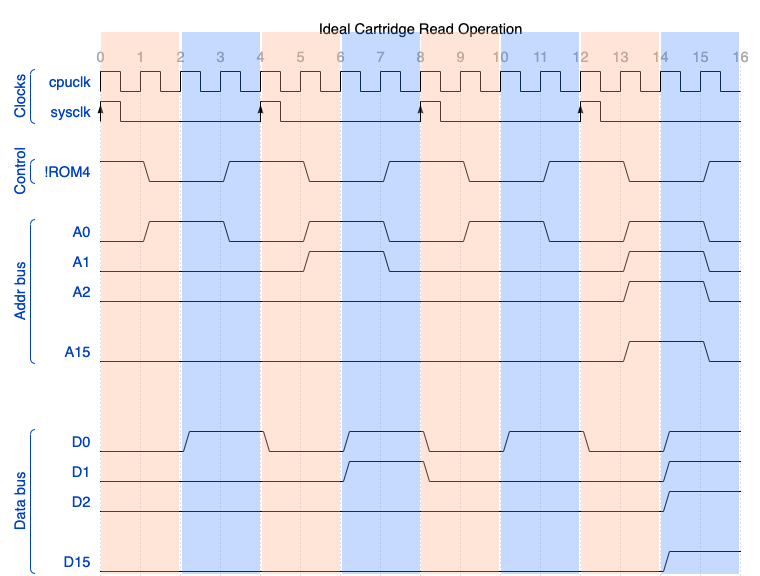 Ideal Cartridge Read Operation
0 1 2 3 4 5 6 7 8 9 10 11 12 13 14 15 16
Clocks
cpuclk
sysclk
Control
!ROM4
Addr bus
A0
A1
A2
A15
Data bus
D0
D1
D2
D15